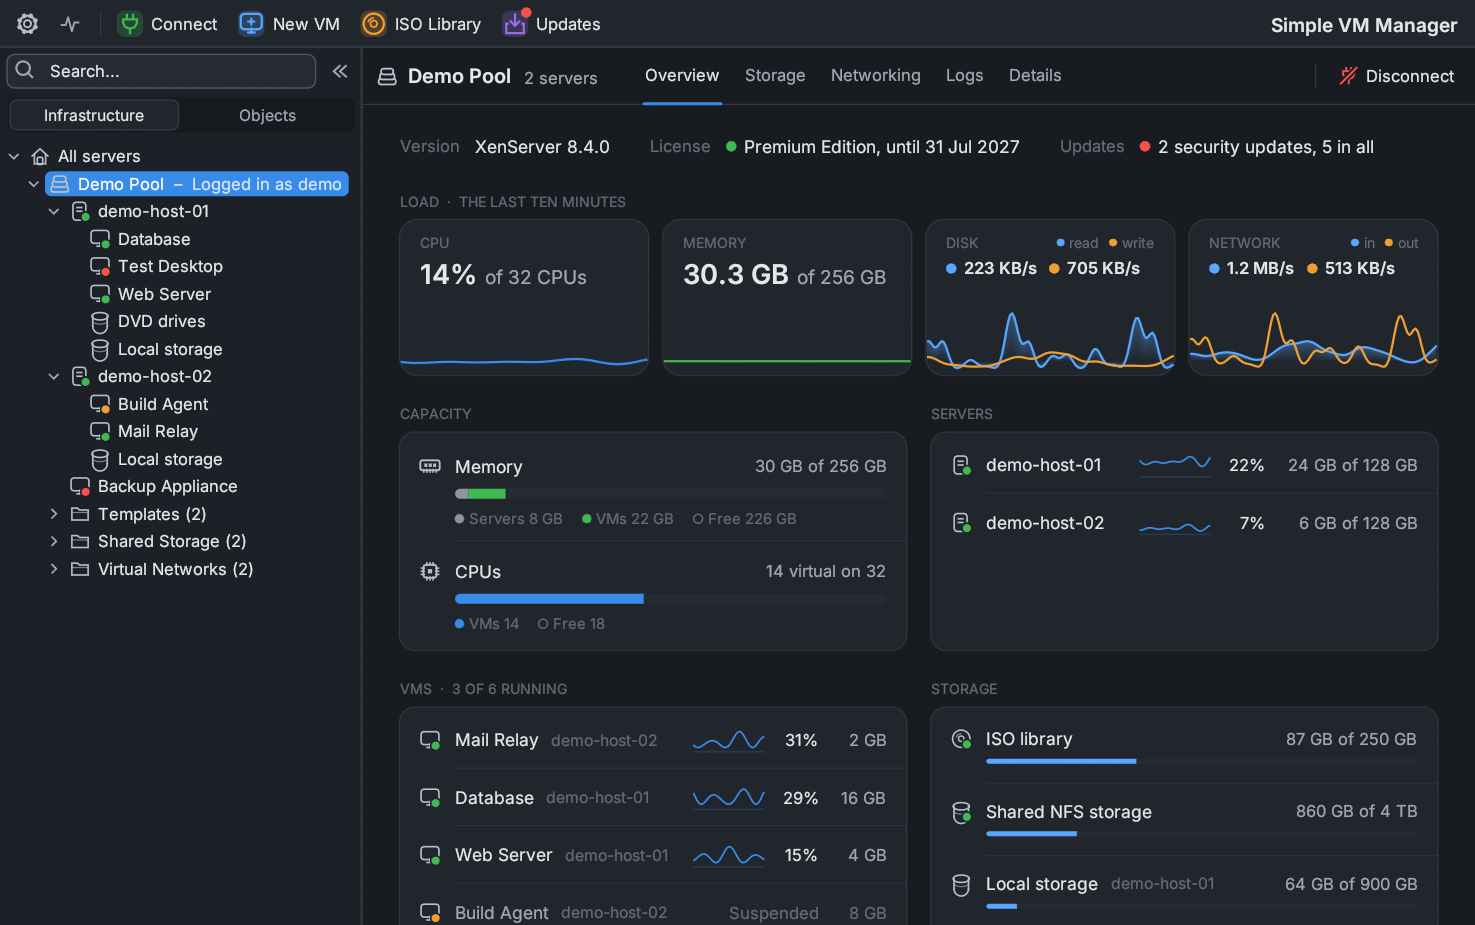 Connect New VM ISO Library Updates Simple VM Manager
Search...
Infrastructure Objects
All servers
Demo Pool – Logged in as demo
demo-host-01
Database
Test Desktop
Web Server
DVD drives
Local storage
demo-host-02
Build Agent
Mail Relay
Local storage
Backup Appliance
Templates (2)
Shared Storage (2)
Virtual Networks (2)
Demo Pool 2 servers Overview Storage Networking Logs Details Disconnect
Version XenServer 8.4.0 License Premium Edition, until 31 Jul 2027 Updates 2 security updates, 5 in all
LOAD · THE LAST TEN MINUTES
CPU
14% of 32 CPUs
MEMORY
30.3 GB of 256 GB
DISK read write
223 KB/s 705 KB/s
NETWORK in out
1.2 MB/s 513 KB/s
CAPACITY
Memory 30 GB of 256 GB
Servers 8 GB VMs 22 GB Free 226 GB
CPUs 14 virtual on 32
VMs 14 Free 18
SERVERS
demo-host-01 22% 24 GB of 128 GB
demo-host-02 7% 6 GB of 128 GB
VMS · 3 OF 6 RUNNING
Mail Relay demo-host-02 31% 2 GB
Database demo-host-01 29% 16 GB
Web Server demo-host-01 15% 4 GB
Build Agent demo-host-02 Suspended 8 GB
STORAGE
ISO library 87 GB of 250 GB
Shared NFS storage 860 GB of 4 TB
Local storage demo-host-01 64 GB of 900 GB